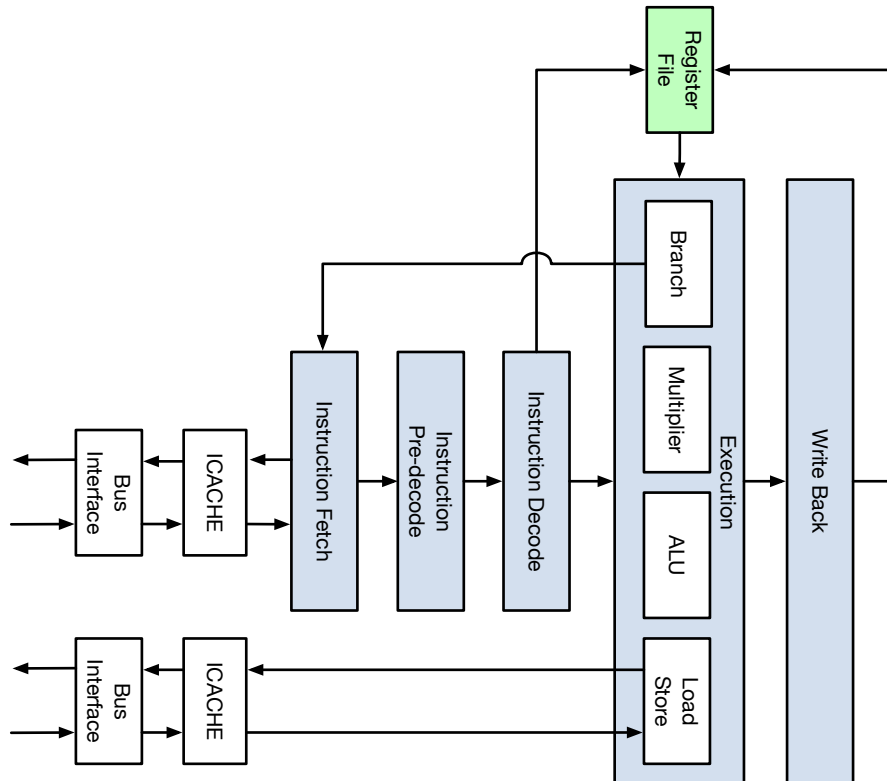 Register
File
Branch
Multiplier
ALU
Load
Store
Execution
Write Back
Instruction Decode
Instruction
Pre-decode
Instruction Fetch
ICACHE
Bus
Interface
ICACHE
Bus
Interface